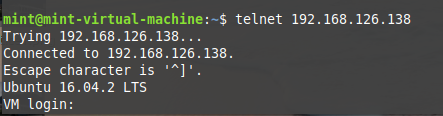 mint@mint-virtual-machine:~$ telnet 192.168.126.138
Trying 192.168.126.138...
Connected to 192.168.126.138.
Escape character is '^]'.
Ubuntu 16.04.2 LTS
VM login: